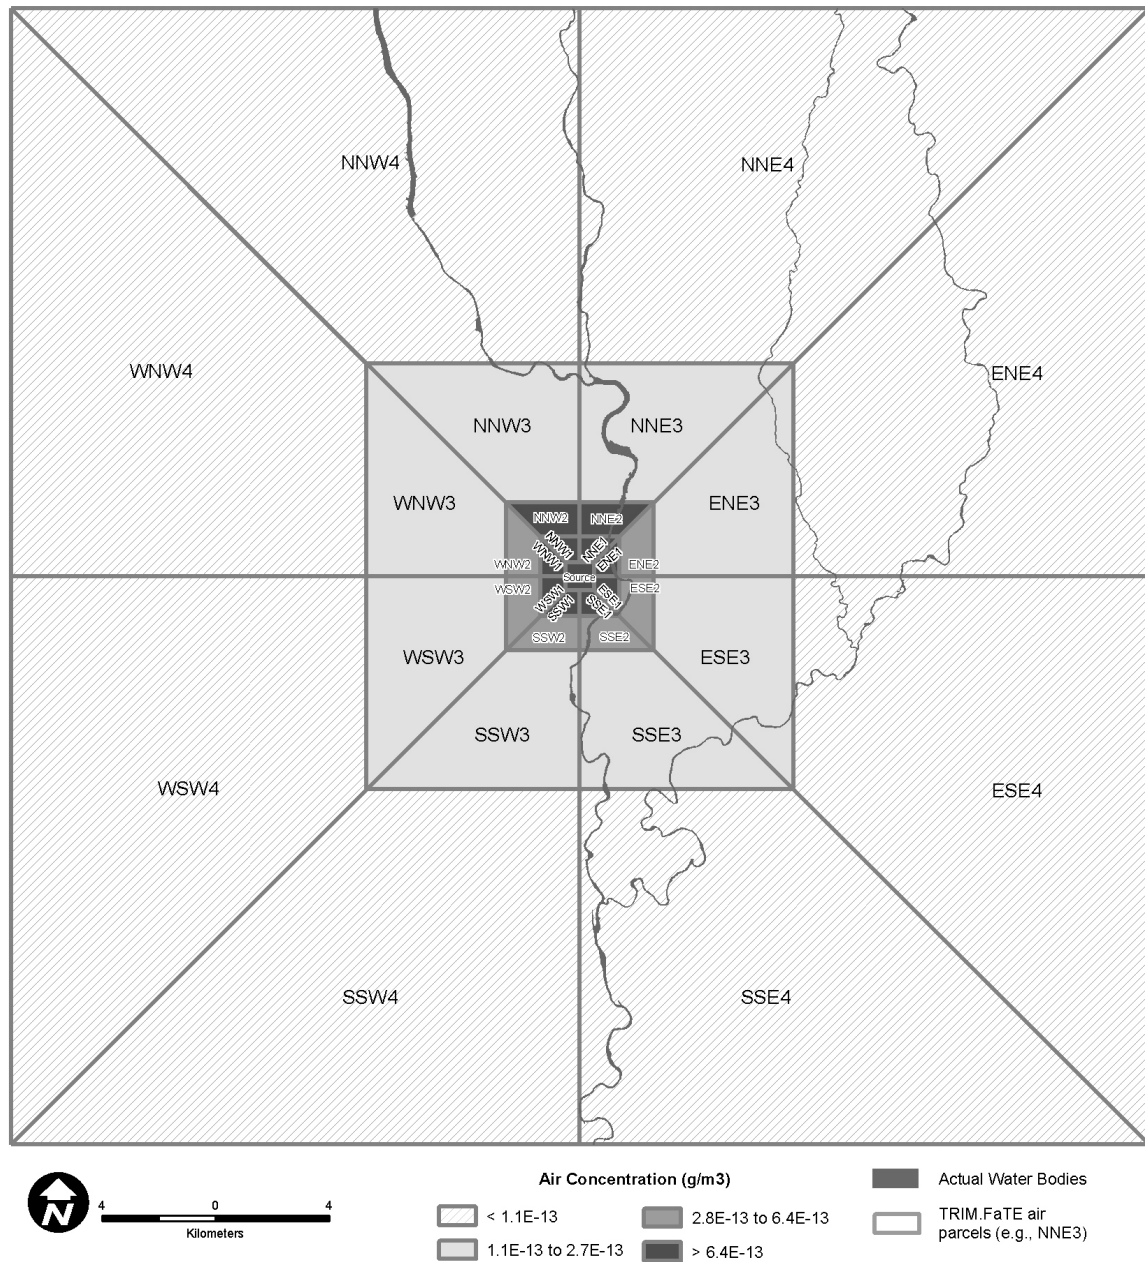 NNW4
NNE4
WNW4
ENE4
NNW3
NNE3
WNW3
ENE3
NNW2
NNE2
NNW1
NNE1
WNW1
ENE1
WNW2
ENE2
Source
WSW2
ESE2
WSW1
ESE1
SSW1
SSE1
SSW2
SSE2
WSW3
ESE3
SSW3
SSE3
WSW4
ESE4
SSW4
SSE4
N
4 0 4
Kilometers
Air Concentration (g/m3)
< 1.1E-13
2.8E-13 to 6.4E-13
1.1E-13 to 2.7E-13
> 6.4E-13
Actual Water Bodies
TRIM.FaTE air
parcels (e.g., NNE3)